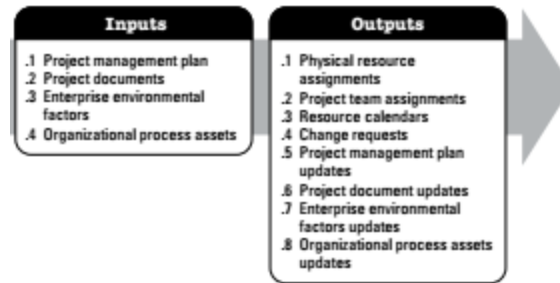 Inputs
.1 Project management plan
.2 Project documents
.3 Enterprise environmental
factors
.4 Organizational process assets
Outputs
.1 Physical resource
assignments
.2 Project team assignments
.3 Resource calendars
.4 Change requests
.5 Project management plan
updates
.6 Project document updates
.7 Enterprise environmental
factors updates
.8 Organizational process assets
updates